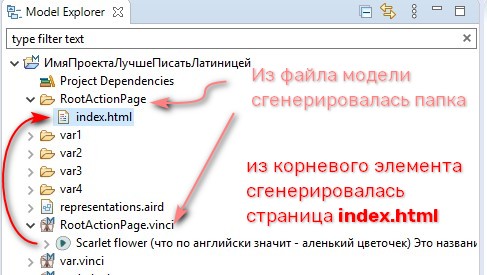 Model Explorer
type filter text
ИмяПроектаЛучшеПисатьЛатиницей
Project Dependencies
RootActionPage
index.html
var1
var2
var3
var4
representations.aird
RootActionPage.vinci
Scarlet flower (что по английски значит - аленький цветочек) Это названи
var.vinci
Из файла модели
сгенерировалась папка
из корневого элемента
сгенерировалась
страница index.html